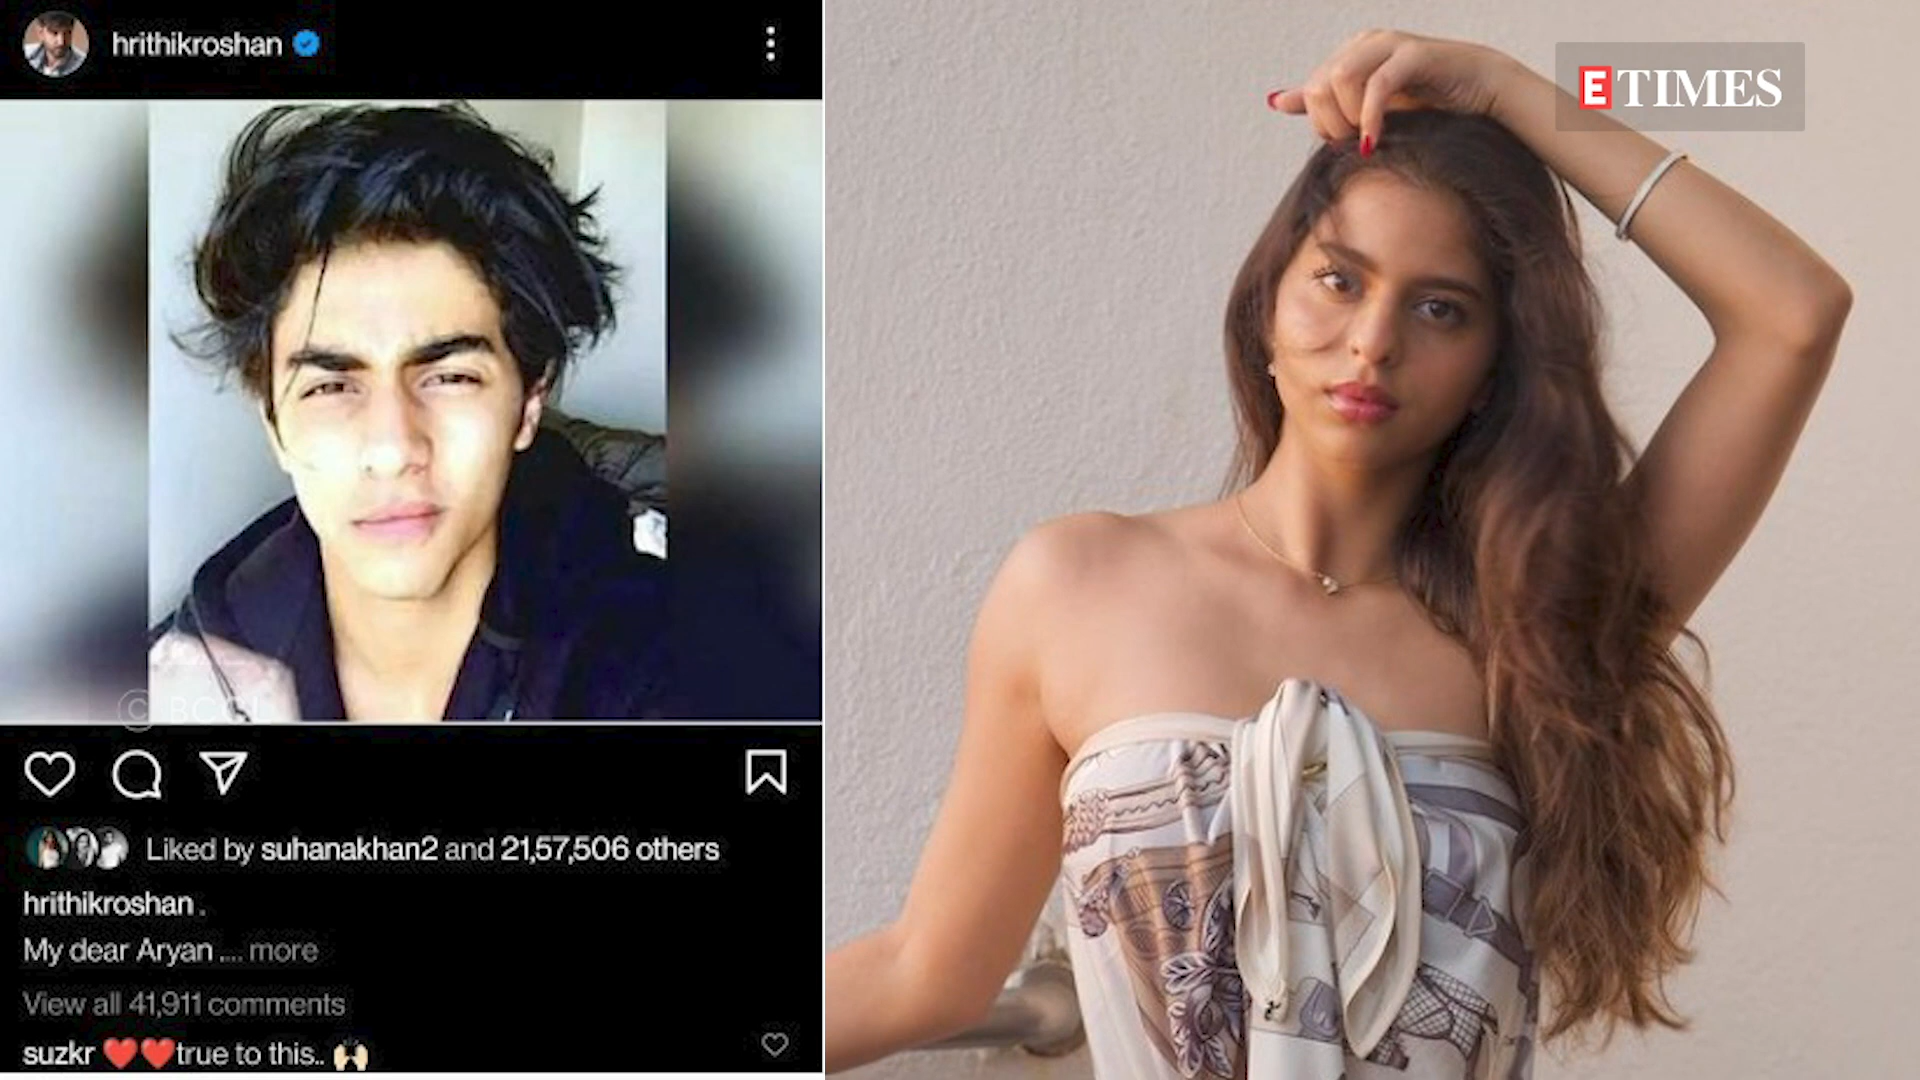 hrithikroshan
ETIMES
© BCCL
Liked by suhanakhan2 and 21,57,506 others
hrithikroshan .
My dear Aryan .... more
View all 41,911 comments
suzkr ❤️❤️true to this.. 🙌🏻